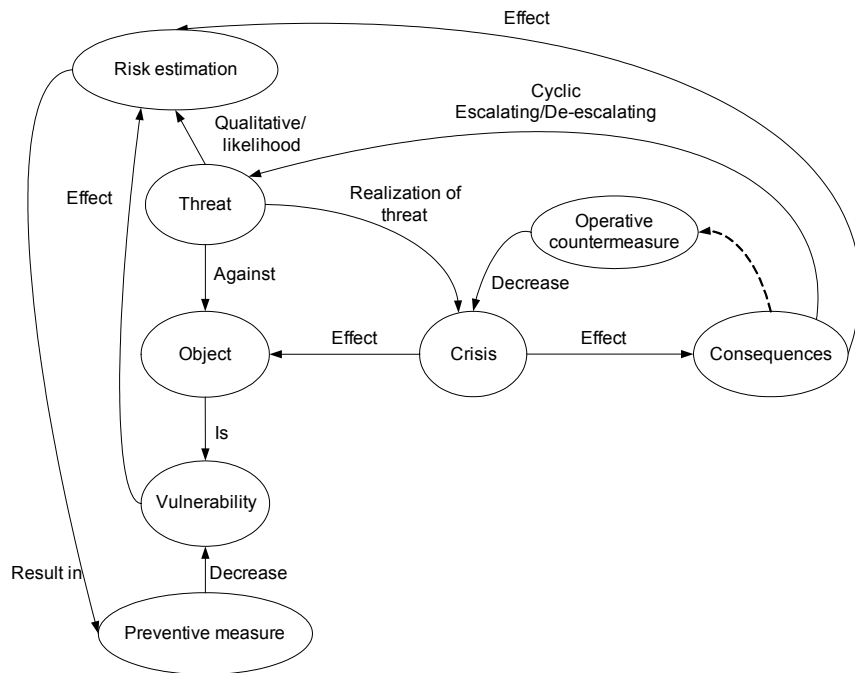 Effect
Risk estimation
Cyclic
Escalating/De-escalating
Qualitative/
likelihood
Effect
Threat
Realization of
threat
Operative
countermeasure
Against
Decrease
Object
Effect
Crisis
Effect
Consequences
Is
Vulnerability
Result in
Decrease
Preventive measure